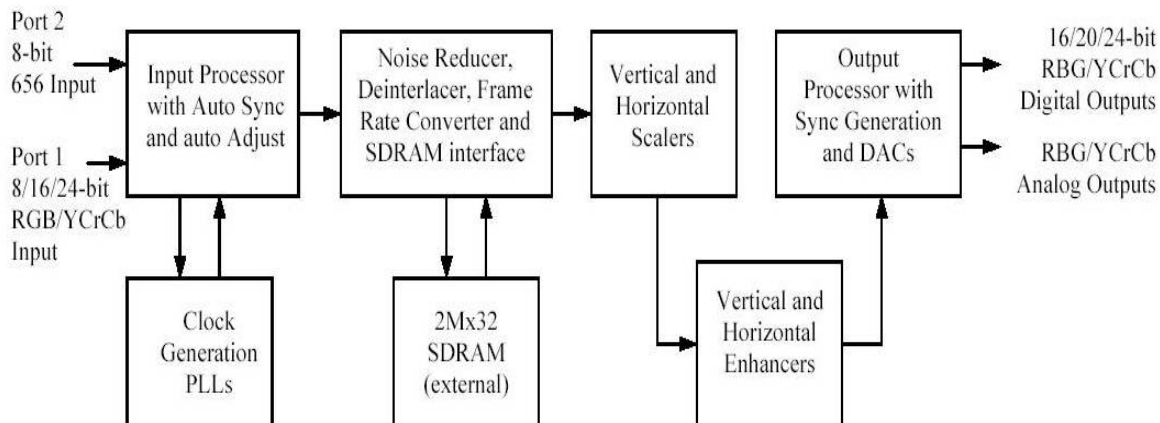 Port 2
8-bit
656 Input
Port 1
8/16/24-bit
RGB/YCrCb
Input
Input Processor
with Auto Sync
and auto Adjust
Noise Reducer,
Deinterlacer, Frame
Rate Converter and
SDRAM interface
Vertical and
Horizontal
Scalers
Output
Processor with
Sync Generation
and DACs
16/20/24-bit
RBG/YCrCb
Digital Outputs
RBG/YCrCb
Analog Outputs
Clock
Generation
PLLs
2Mx32
SDRAM
(external)
Vertical and
Horizontal
Enhancers